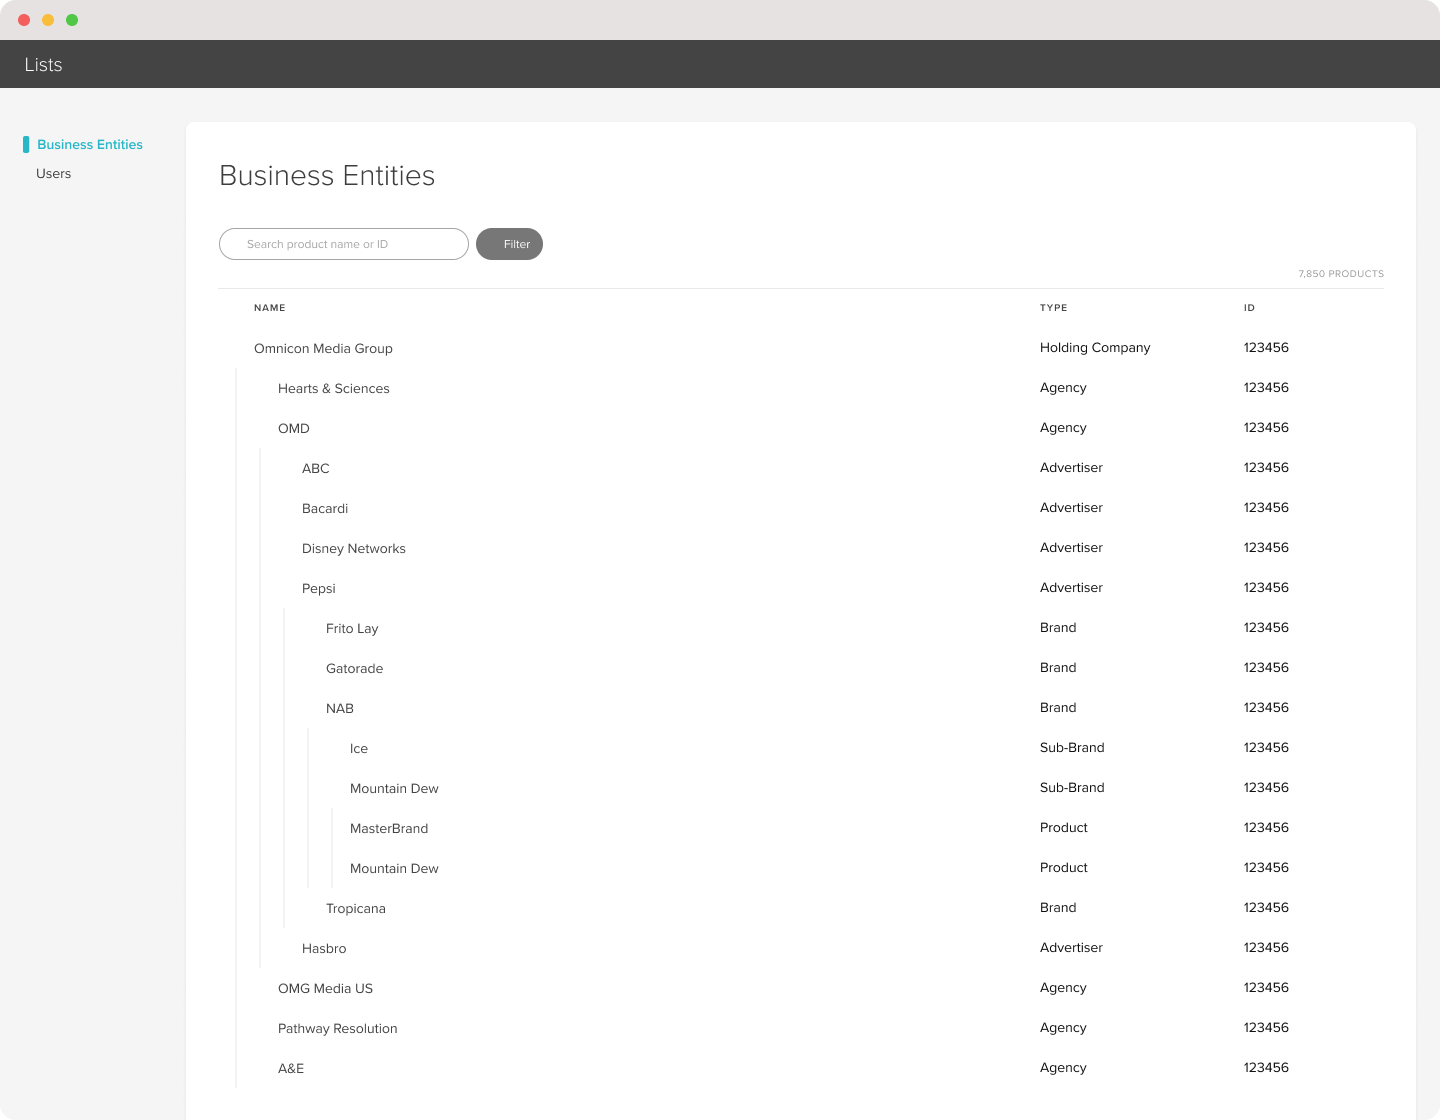 Lists
Business Entities
Users
Business Entities
Search product name or ID
Filter
7,850 PRODUCTS
NAME TYPE ID
Omnicon Media Group Holding Company 123456
Hearts & Sciences Agency 123456
OMD Agency 123456
ABC Advertiser 123456
Bacardi Advertiser 123456
Disney Networks Advertiser 123456
Pepsi Advertiser 123456
Frito Lay Brand 123456
Gatorade Brand 123456
NAB Brand 123456
Ice Sub-Brand 123456
Mountain Dew Sub-Brand 123456
MasterBrand Product 123456
Mountain Dew Product 123456
Tropicana Brand 123456
Hasbro Advertiser 123456
OMG Media US Agency 123456
Pathway Resolution Agency 123456
A&E Agency 123456